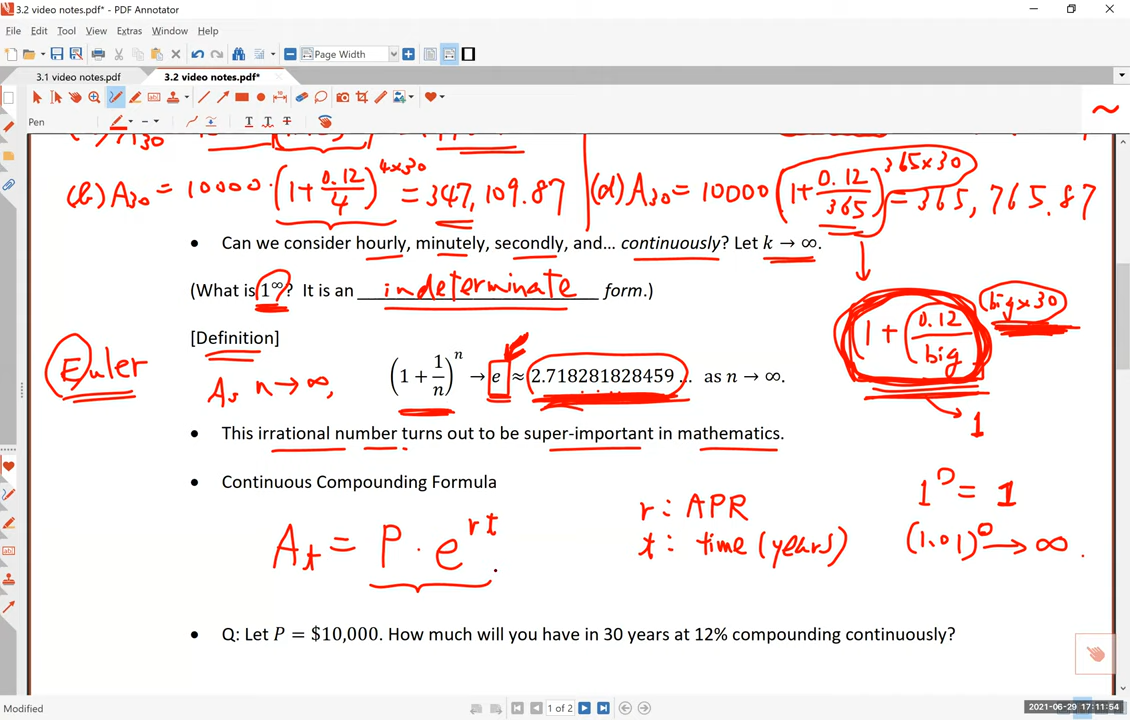 3.2 video notes.pdf* - PDF Annotator
File Edit Tool View Extras Window Help
Page Width
3.1 video notes.pdf 3.2 video notes.pdf*
Pen
(b) A30 = 10000 · (1 + 0.12/4)^4×30 = 347,109.87
(d) A30 = 10000 (1 + 0.12/365)^365×30 = 365,765.87
• Can we consider hourly, minutely, secondly, and… continuously? Let k → ∞.
(What is 1^∞? It is an indeterminate form.)
1 + 0.12/big big×30
[Definition]
Euler
As n → ∞,
(1 + 1/n)^n → e ≈ 2.718281828459 … as n → ∞.
→ 1
• This irrational number turns out to be super-important in mathematics.
• Continuous Compounding Formula
At = P · e^rt
r : APR
t : time (years)
= 1
(1.01) → ∞.
• Q: Let P = $10,000. How much will you have in 30 years at 12% compounding continuously?
Modified
1 of 2
2021-06-29 17:11:54